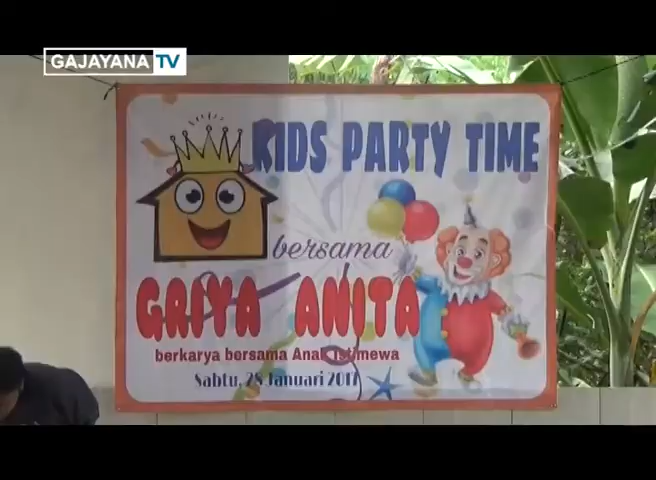 GAJAYANA TV
KIDS PARTY TIME
bersama
GRIYA ANITA
berkarya bersama Anak Istimewa
Sabtu, 28 Januari 2017